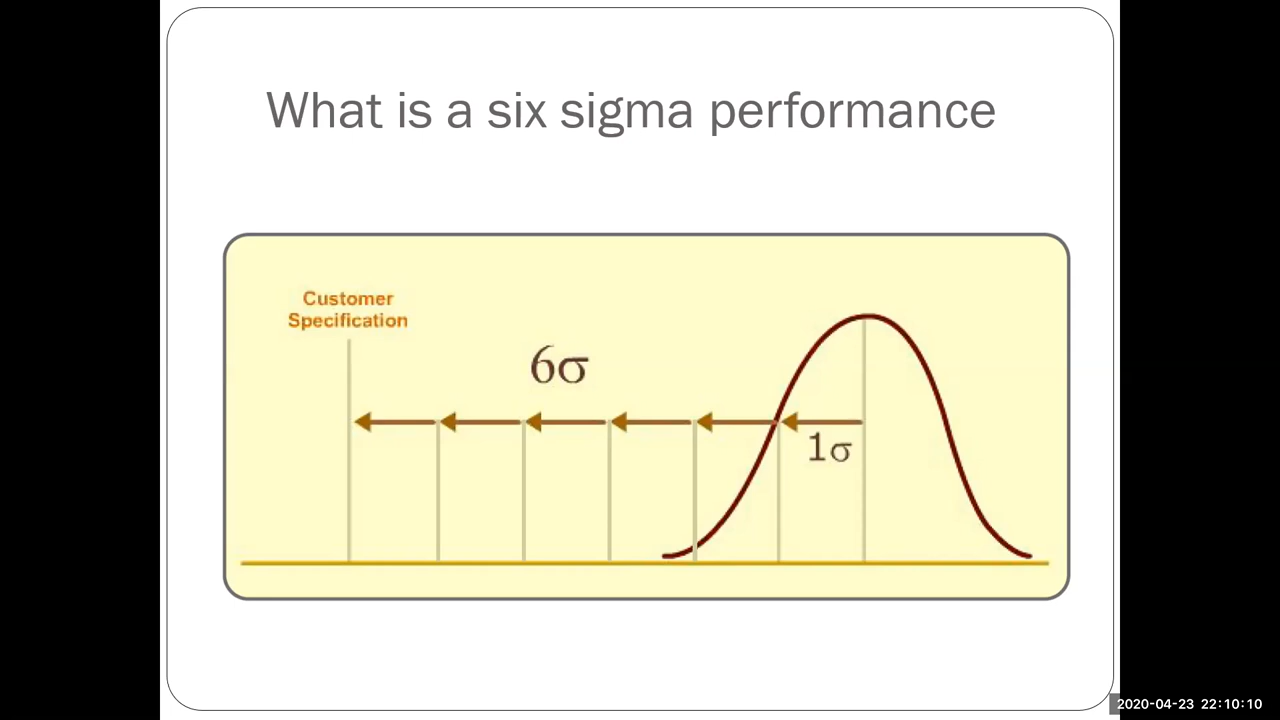 What is a six sigma performance
Customer
Specification
6σ
1σ
2020-04-23 22:10:10